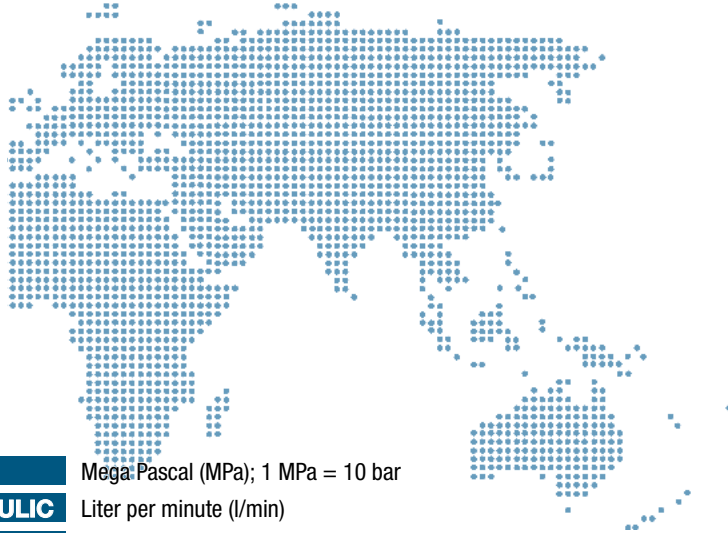 Mega Pascal (MPa); 1 MPa = 10 bar
ULIC Liter per minute (l/min)